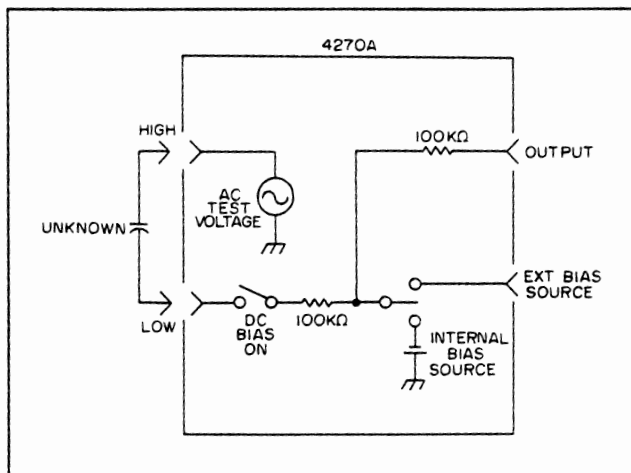 4270A
HIGH
100KΩ
OUTPUT
AC
TEST
VOLTAGE
UNKNOWN
EXT BIAS
SOURCE
LOW
DC
BIAS
ON
100KΩ
INTERNAL
BIAS
SOURCE